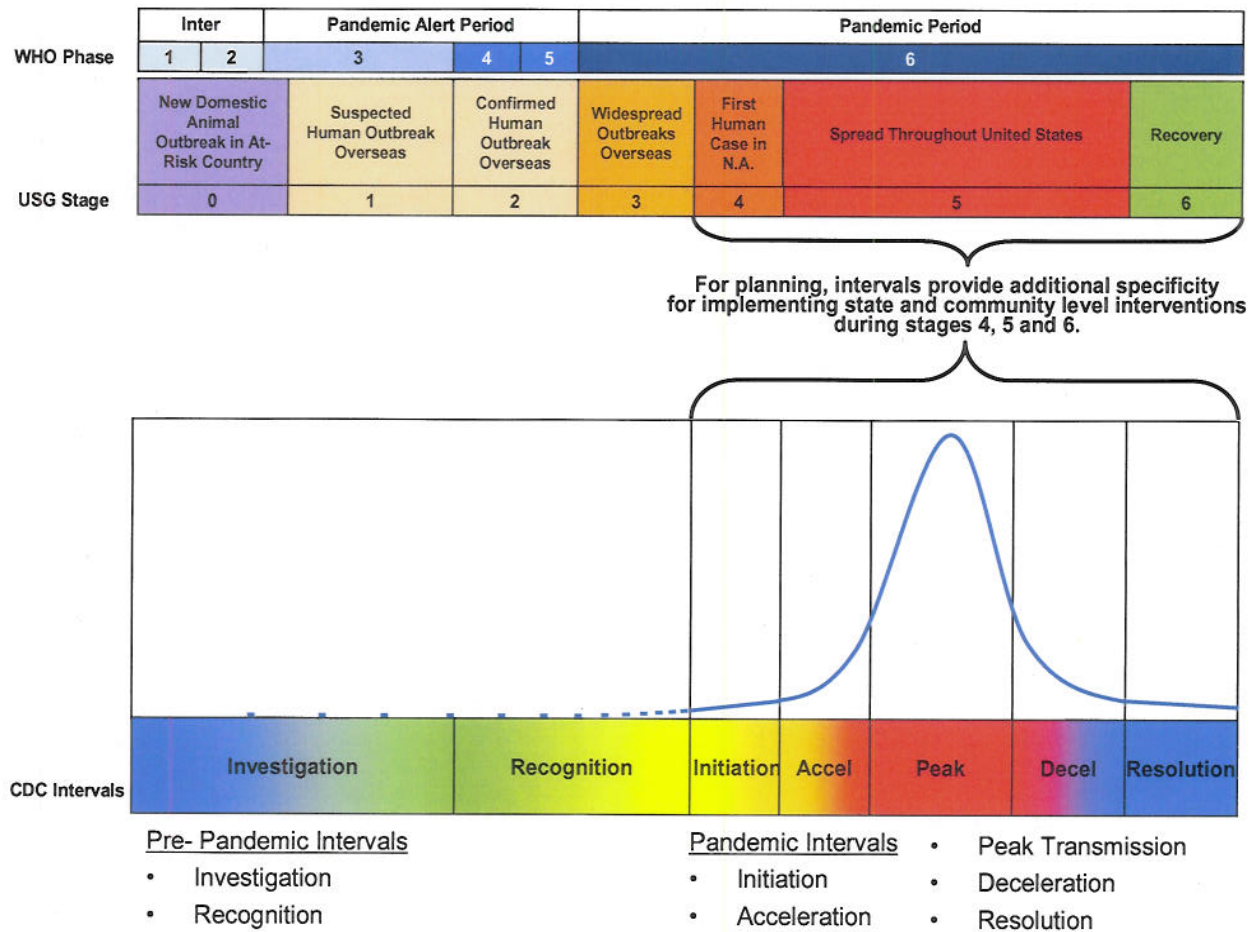 Inter
Pandemic Alert Period
Pandemic Period
WHO Phase
1
2
3
4
5
6
New Domestic
Animal
Outbreak in At-
Risk Country
Suspected
Human Outbreak
Overseas
Confirmed
Human
Outbreak
Overseas
Widespread
Outbreaks
Overseas
First
Human
Case in
N.A.
Spread Throughout United States
Recovery
USG Stage
0
1
2
3
4
5
6
For planning, intervals provide additional specificity
for implementing state and community level interventions
during stages 4, 5 and 6.
CDC Intervals
Investigation
Recognition
Initiation
Accel
Peak
Decel
Resolution
Pre- Pandemic Intervals
• Investigation
• Recognition
Pandemic Intervals
• Initiation
• Acceleration
• Peak Transmission
• Deceleration
• Resolution